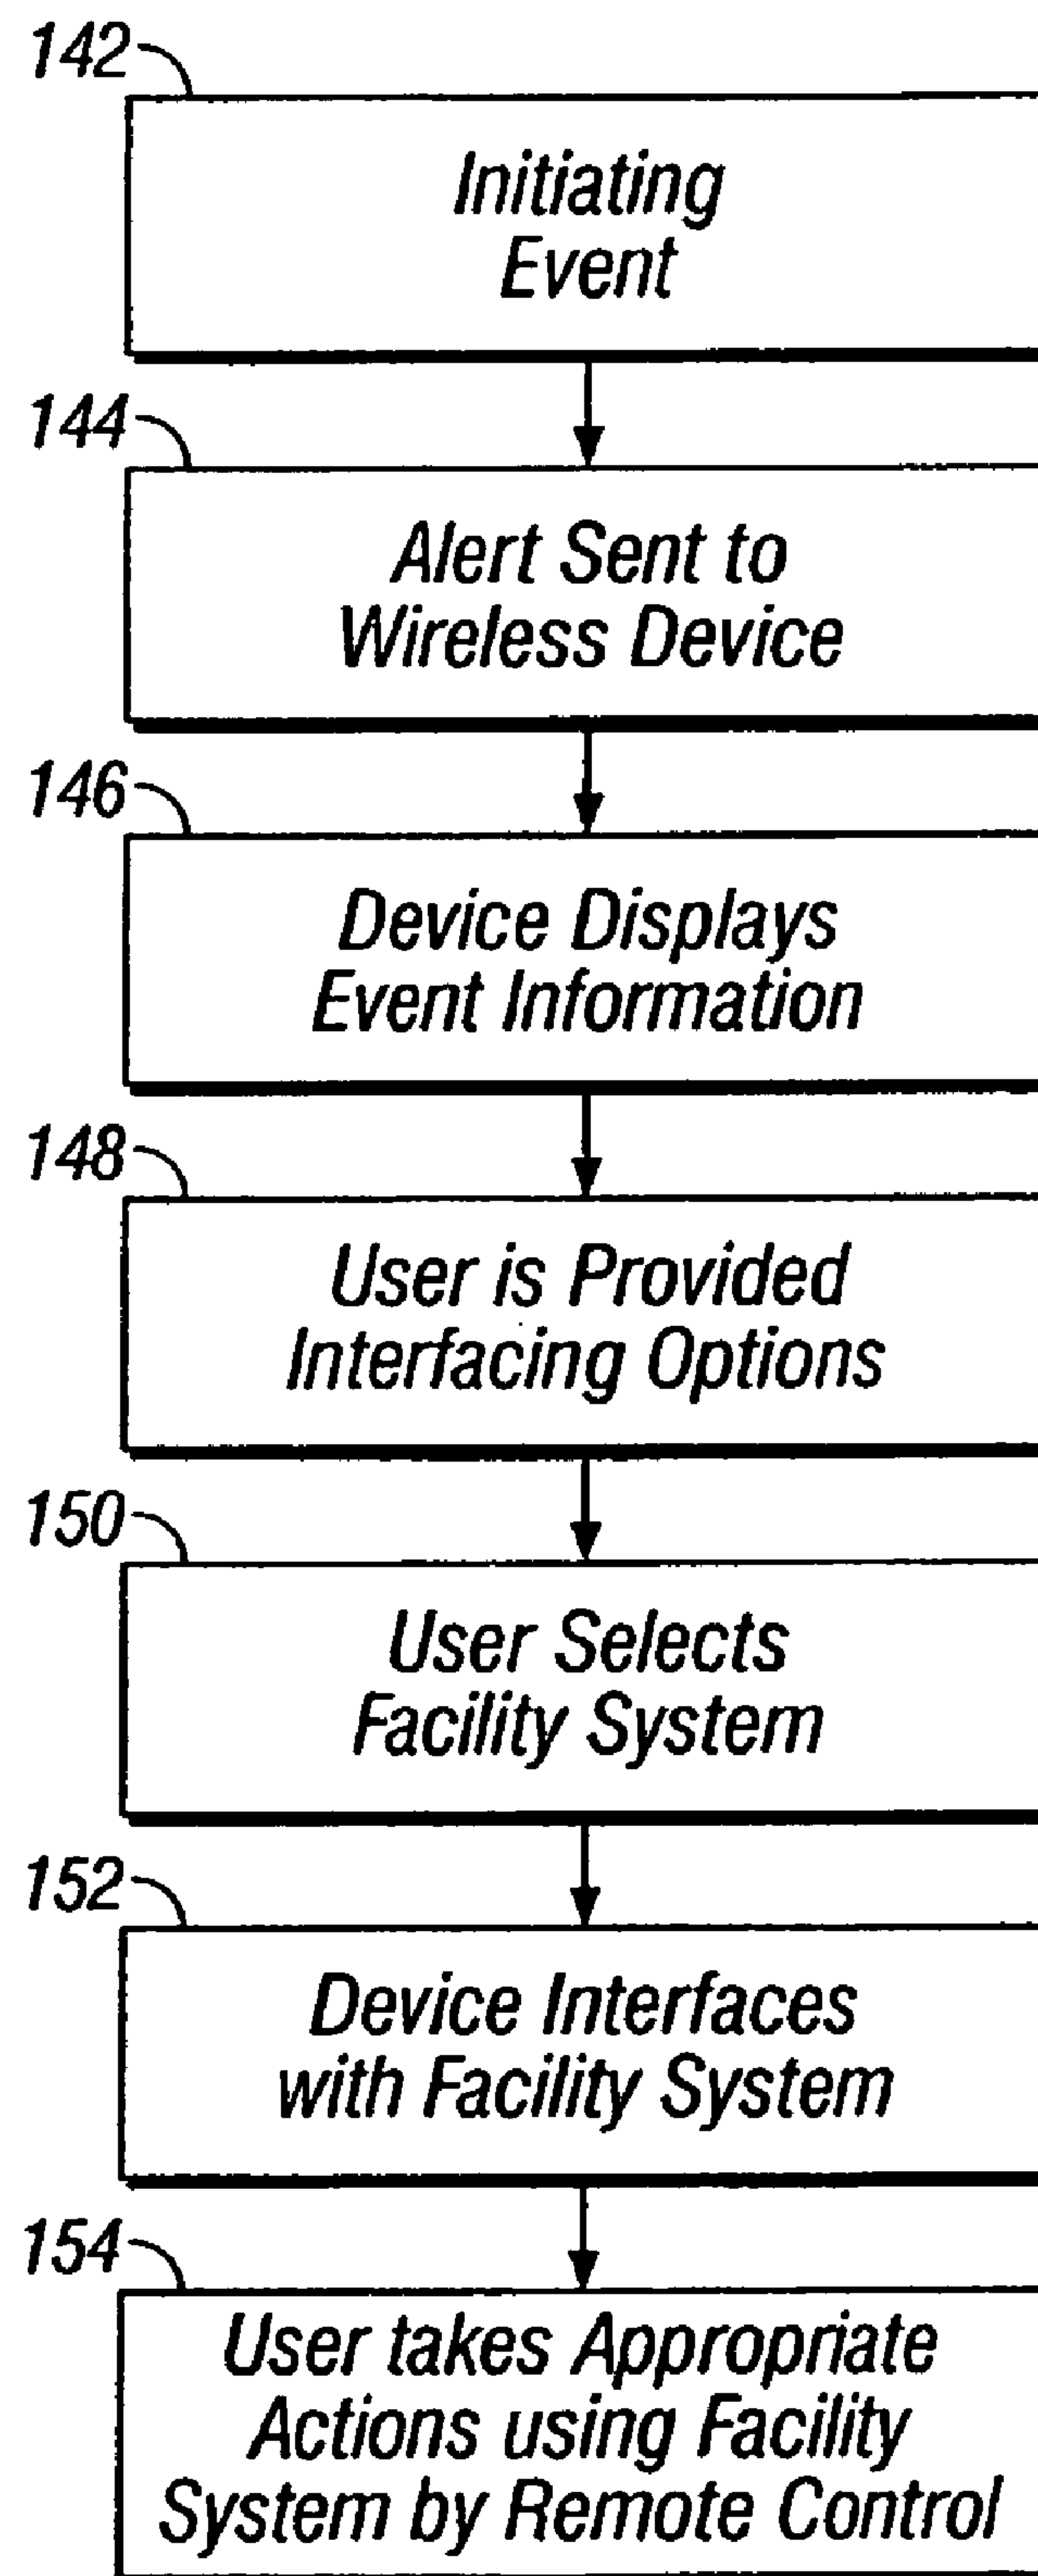 142
Initiating
Event
144
Alert Sent to
Wireless Device
146
Device Displays
Event Information
148
User is Provided
Interfacing Options
150
User Selects
Facility System
152
Device Interfaces
with Facility System
154
User takes Appropriate
Actions using Facility
System by Remote Control